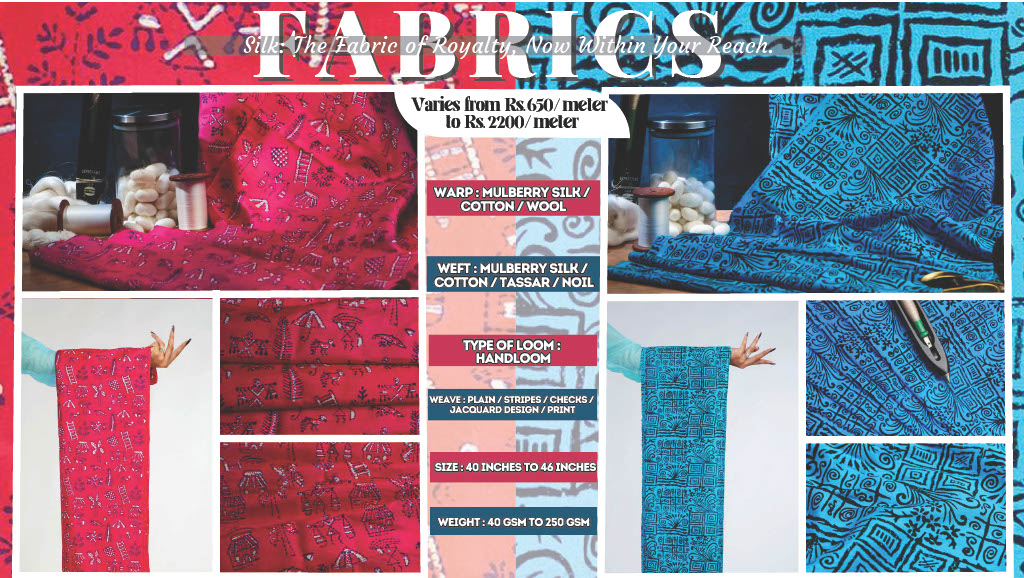 FABRICS
Silk: The Fabric of Royalty, Now Within Your Reach.
Varies from Rs.650/ meter
to Rs. 2200/ meter
WARP : MULBERRY SILK /
COTTON / WOOL
WEFT : MULBERRY SILK /
COTTON / TASSAR / NOIL
TYPE OF LOOM :
HANDLOOM
WEAVE : PLAIN / STRIPES / CHECKS /
JACQUARD DESIGN / PRINT
SIZE : 40 INCHES TO 46 INCHES
WEIGHT : 40 GSM TO 250 GSM